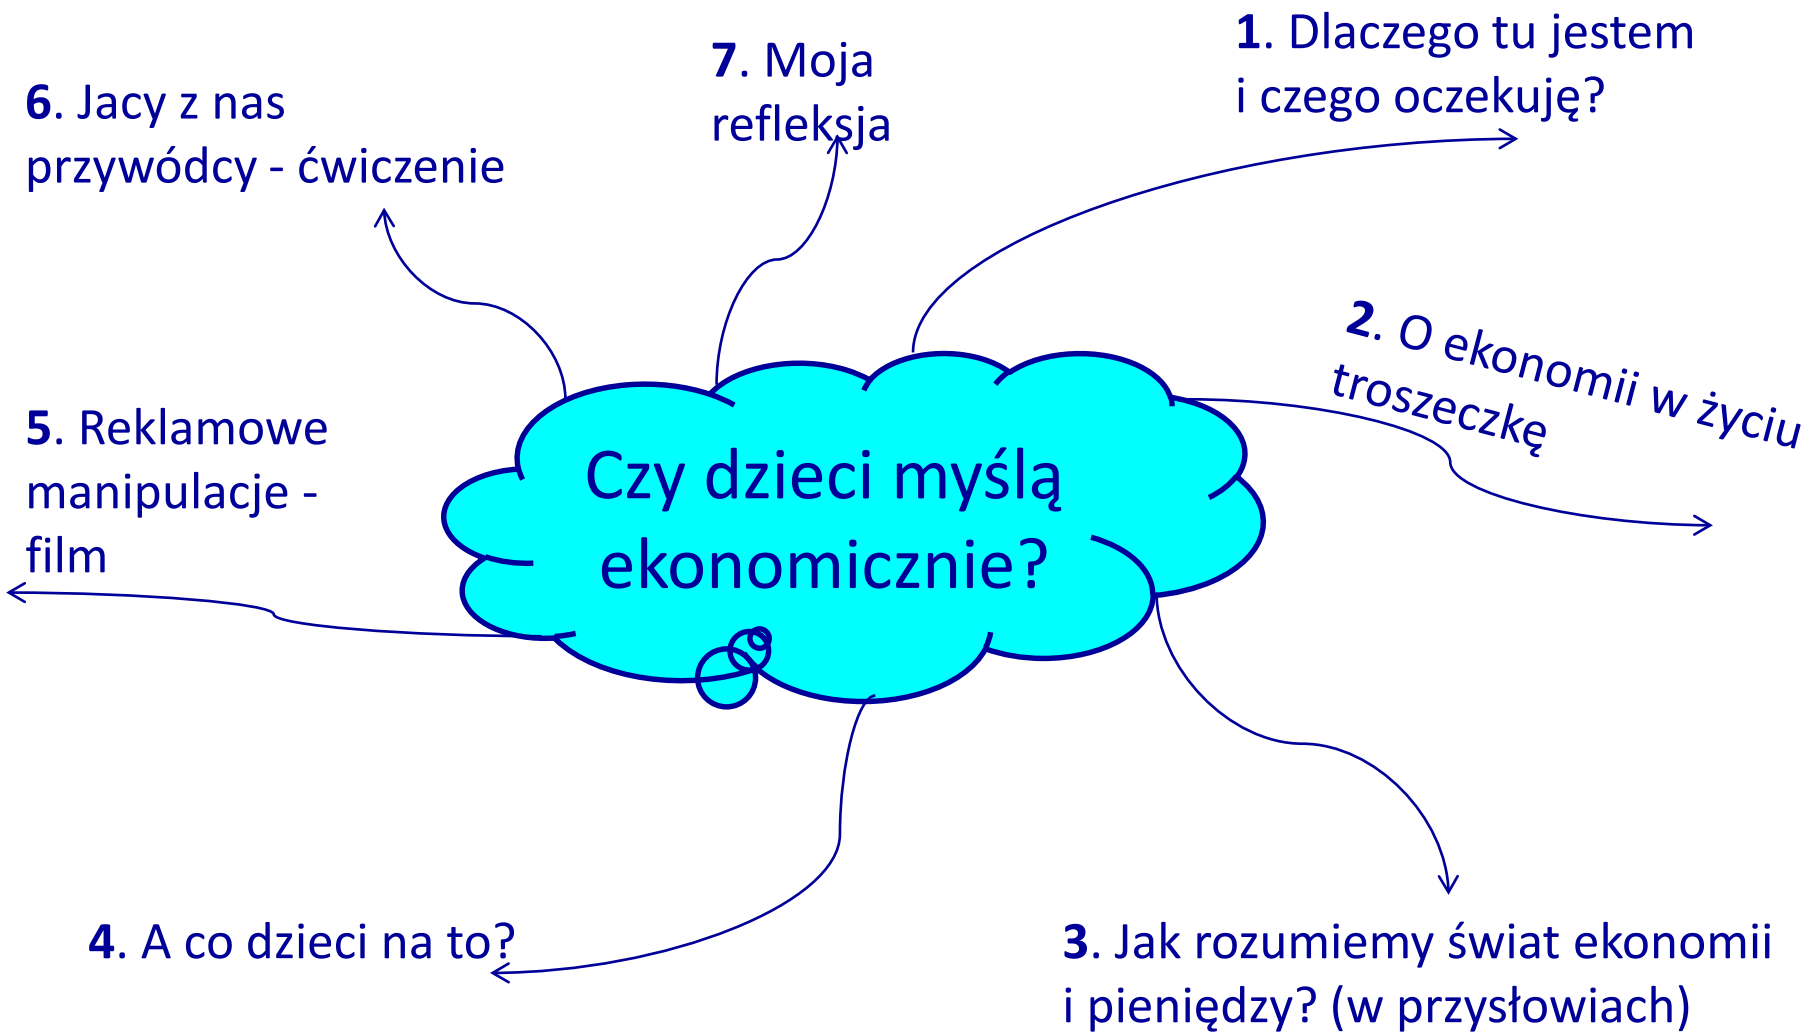 Czy dzieci myślą
ekonomicznie?
1. Dlaczego tu jestem
i czego oczekuję?
2. O ekonomii w życiu
troszeczkę
3. Jak rozumiemy świat ekonomii
i pieniędzy? (w przysłowiach)
4. A co dzieci na to?
5. Reklamowe
manipulacje -
film
6. Jacy z nas
przywódcy - ćwiczenie
7. Moja
refleksja